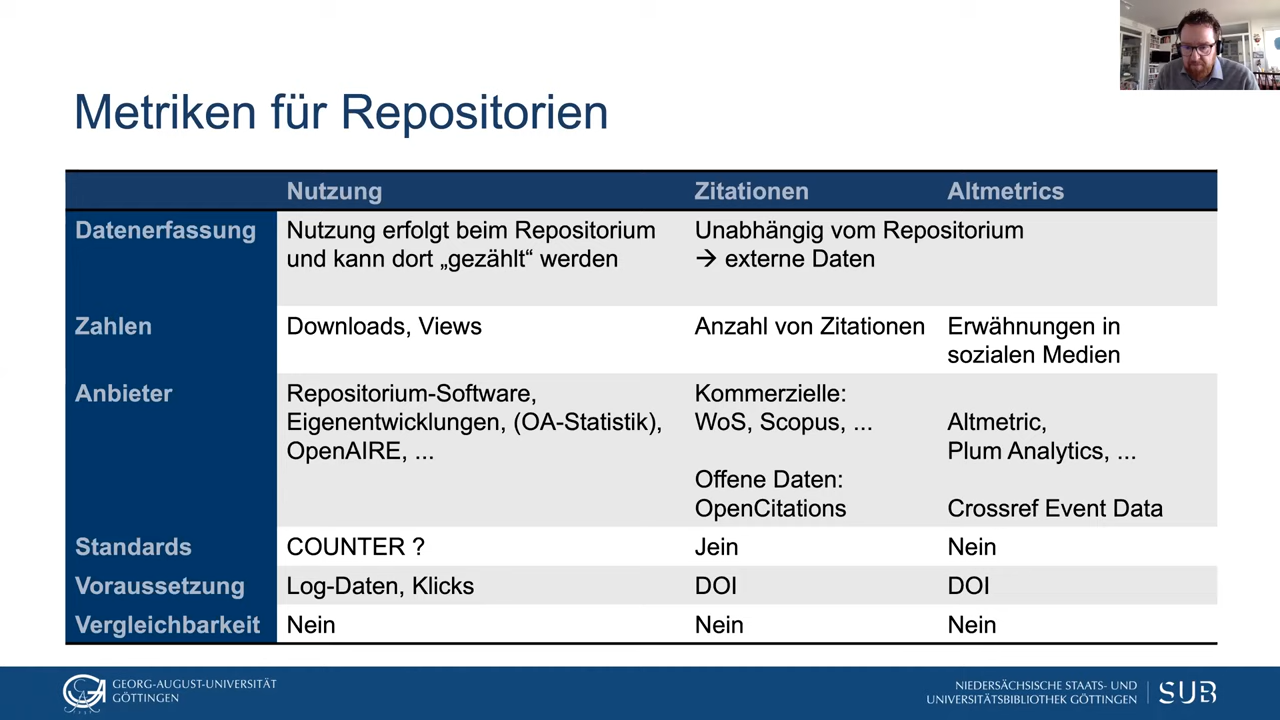 Metriken für Repositorien
Nutzung Zitationen Altmetrics
Datenerfassung Nutzung erfolgt beim Repositorium Unabhängig vom Repositorium
und kann dort „gezählt“ werden → externe Daten
Zahlen Downloads, Views Anzahl von Zitationen Erwähnungen in
sozialen Medien
Anbieter Repositorium-Software, Kommerzielle:
Eigenentwicklungen, (OA-Statistik), WoS, Scopus, ... Altmetric,
OpenAIRE, ... Plum Analytics, ...
Offene Daten:
OpenCitations Crossref Event Data
Standards COUNTER ? Jein Nein
Voraussetzung Log-Daten, Klicks DOI DOI
Vergleichbarkeit Nein Nein Nein
GEORG-AUGUST-UNIVERSITÄT
GÖTTINGEN
NIEDERSÄCHSISCHE STAATS- UND
UNIVERSITÄTSBIBLIOTHEK GÖTTINGEN
SUB